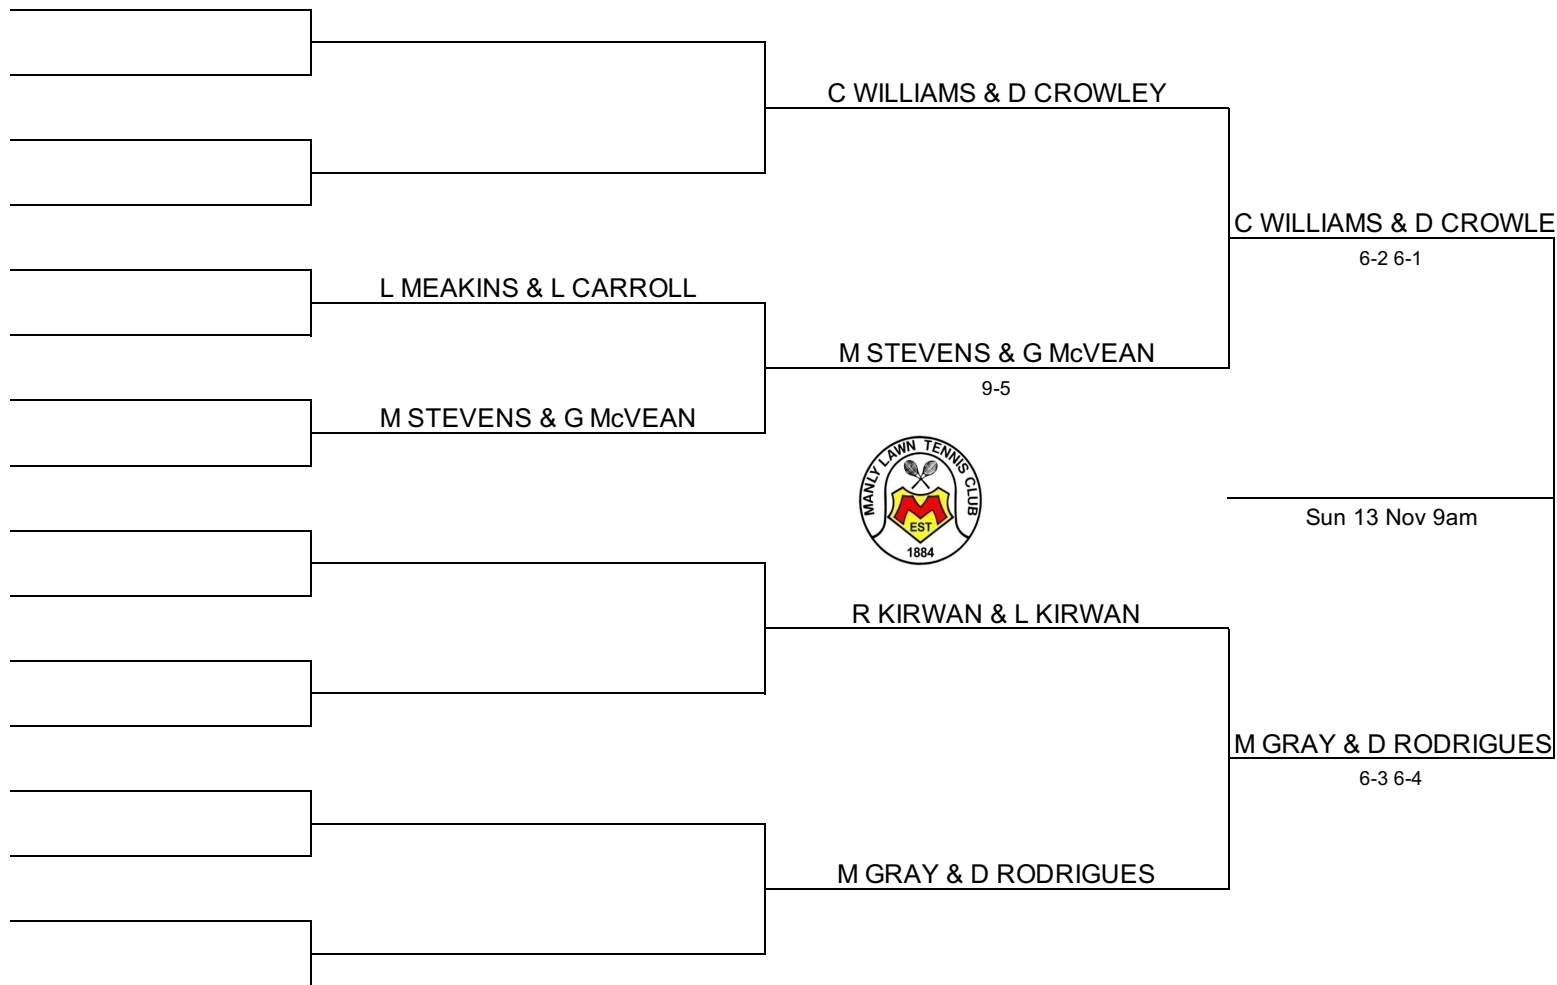 C WILLIAMS & D CROWLEY
C WILLIAMS & D CROWLE
6-2 6-1
L MEAKINS & L CARROLL
M STEVENS & G McVEAN
9-5
M STEVENS & G McVEAN
MANLY LAWN TENNIS CLUB
M
EST
1884
Sun 13 Nov 9am
R KIRWAN & L KIRWAN
M GRAY & D RODRIGUES
6-3 6-4
M GRAY & D RODRIGUES